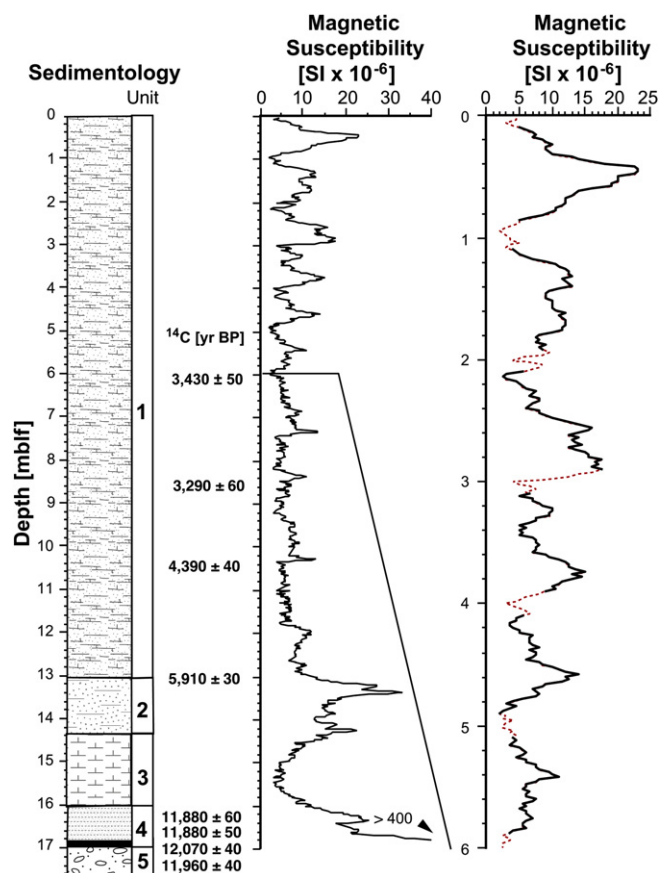 Magnetic
Susceptibility
[SI x 10-6]
Magnetic
Susceptibility
[SI x 10-6]
Sedimentology
Unit
0 10 20 30 40
0 5 10 15 20 25
Depth [mblf]
0
1
2
3
4
5
6
7
8
9
10
11
12
13
14
15
16
17
1
2
3
4
5
14C [yr BP]
3,430 ± 50
3,290 ± 60
4,390 ± 40
5,910 ± 30
11,880 ± 60
11,880 ± 50
12,070 ± 40
11,960 ± 40
> 400
0
1
2
3
4
5
6